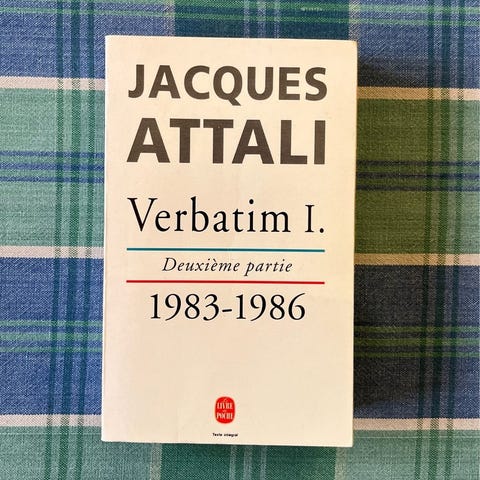 JACQUES
ATTALI
Verbatim I.
Deuxième partie
1983-1986
LE
LIVRE
DE
POCHE
Texte intégral